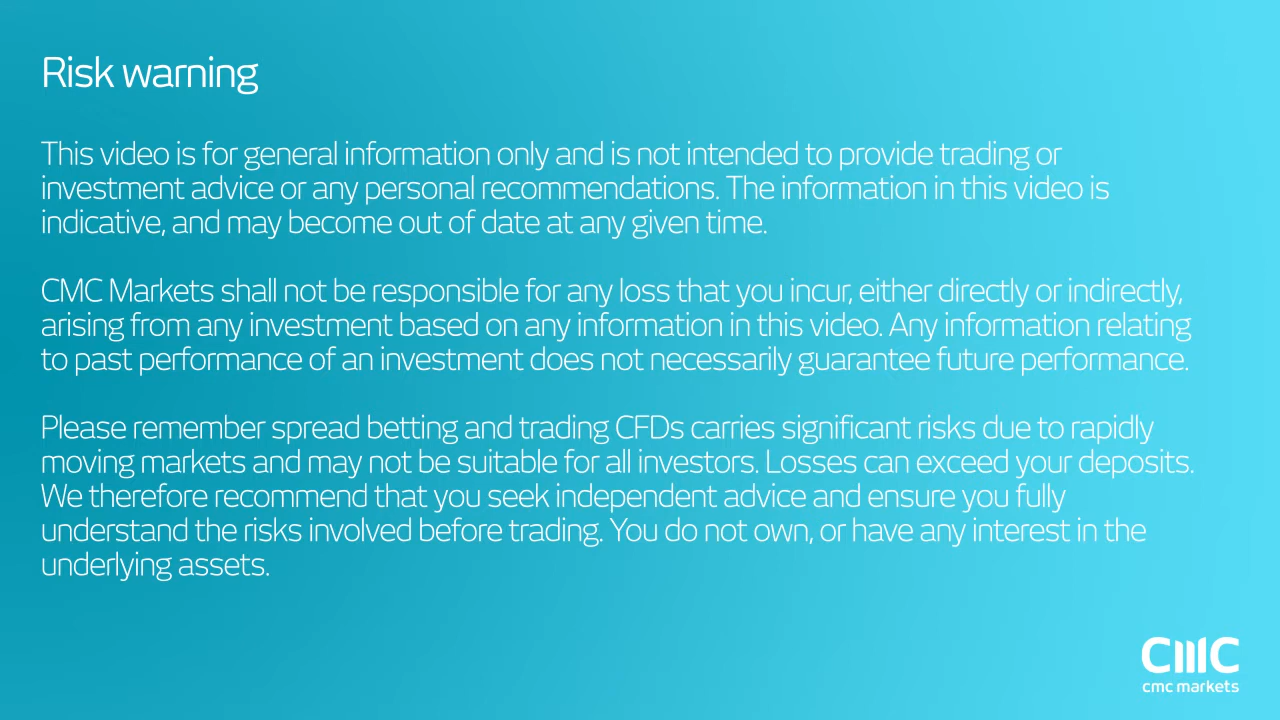 Risk warning
This video is for general information only and is not intended to provide trading or
investment advice or any personal recommendations. The information in this video is
indicative, and may become out of date at any given time.
CMC Markets shall not be responsible for any loss that you incur, either directly or indirectly,
arising from any investment based on any information in this video. Any information relating
to past performance of an investment does not necessarily guarantee future performance.
Please remember spread betting and trading CFDs carries significant risks due to rapidly
moving markets and may not be suitable for all investors. Losses can exceed your deposits.
We therefore recommend that you seek independent advice and ensure you fully
understand the risks involved before trading. You do not own, or have any interest in the
underlying assets.
CMC
cmc markets